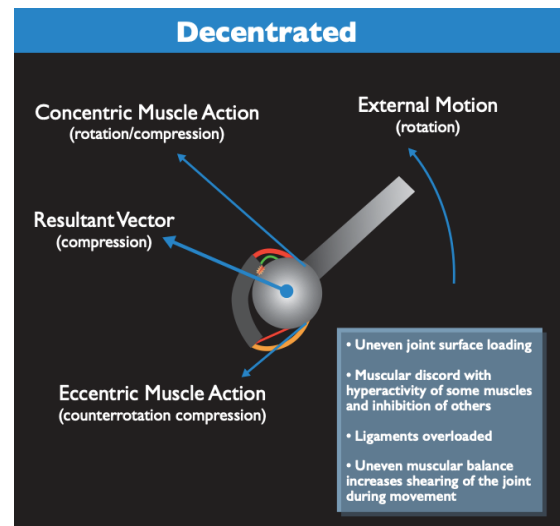 Decentrated
Concentric Muscle Action
(rotation/compression)
External Motion
(rotation)
Resultant Vector
(compression)
Eccentric Muscle Action
(counterrotation compression)
• Uneven joint surface loading
• Muscular discord with
hyperactivity of some muscles
and inhibition of others
• Ligaments overloaded
• Uneven muscular balance
increases shearing of the joint
during movement